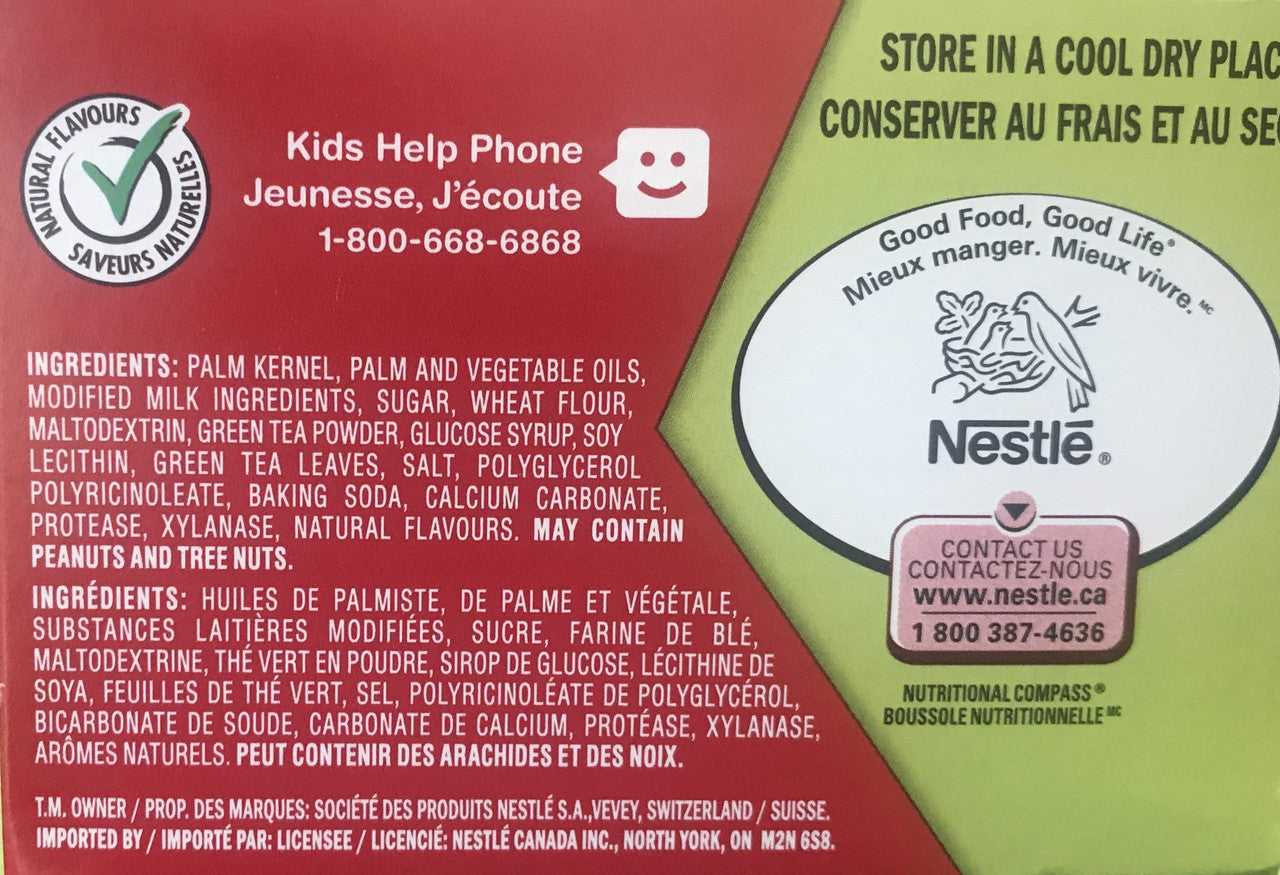 NATURAL FLAVOURS
SAVEURS NATURELLES
Kids Help Phone
Jeunesse, J'écoute
1-800-668-6868
INGREDIENTS: PALM KERNEL, PALM AND VEGETABLE OILS,
MODIFIED MILK INGREDIENTS, SUGAR, WHEAT FLOUR,
MALTODEXTRIN, GREEN TEA POWDER, GLUCOSE SYRUP, SOY
LECITHIN, GREEN TEA LEAVES, SALT, POLYGLYCEROL
POLYRICINOLEATE, BAKING SODA, CALCIUM CARBONATE,
PROTEASE, XYLANASE, NATURAL FLAVOURS. MAY CONTAIN
PEANUTS AND TREE NUTS.
INGRÉDIENTS: HUILES DE PALMISTE, DE PALME ET VÉGÉTALE,
SUBSTANCES LAITIÈRES MODIFIÉES, SUCRE, FARINE DE BLÉ,
MALTODEXTRINE, THÉ VERT EN POUDRE, SIROP DE GLUCOSE, LÉCITHINE DE
SOYA, FEUILLES DE THÉ VERT, SEL, POLYRICINOLÉATE DE POLYGLYCÉROL,
BICARBONATE DE SOUDE, CARBONATE DE CALCIUM, PROTÉASE, XYLANASE,
ARÔMES NATURELS. PEUT CONTENIR DES ARACHIDES ET DES NOIX.
T.M. OWNER / PROP. DES MARQUES: SOCIÉTÉ DES PRODUITS NESTLÉ S.A.,VEVEY, SWITZERLAND / SUISSE.
IMPORTED BY / IMPORTÉ PAR: LICENSEE / LICENCIÉ: NESTLÉ CANADA INC., NORTH YORK, ON M2N 6S8.
STORE IN A COOL DRY PLAC
CONSERVER AU FRAIS ET AU SE
Good Food, Good Life®
Mieux manger. Mieux vivre.MC
Nestlé®
CONTACT US
CONTACTEZ-NOUS
www.nestle.ca
1 800 387-4636
NUTRITIONAL COMPASS®
BOUSSOLE NUTRITIONNELLE MC